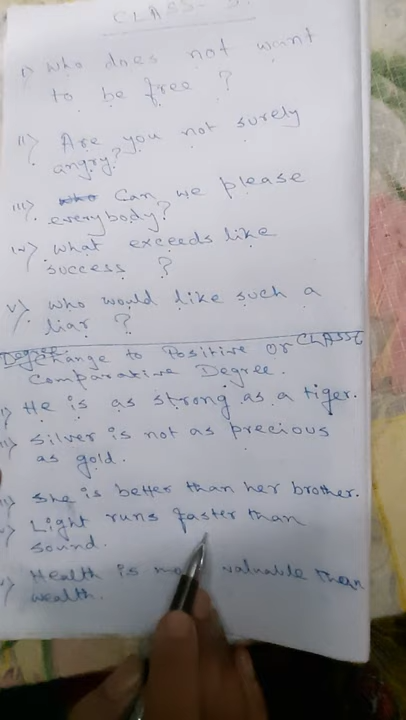 CLASS-
i) Who does not want
to be free ?
ii) Are you not surely
angry?
iii) Can we please
everybody?
iv) What exceeds like
success ?
v) Who would like such a
liar ?
Change to Positive or CLASS
Comparative Degree.
i) He is as strong as a tiger.
ii) Silver is not as precious
as gold.
She is better than her brother.
Light runs faster than
sound.
Health is valuable than
wealth.